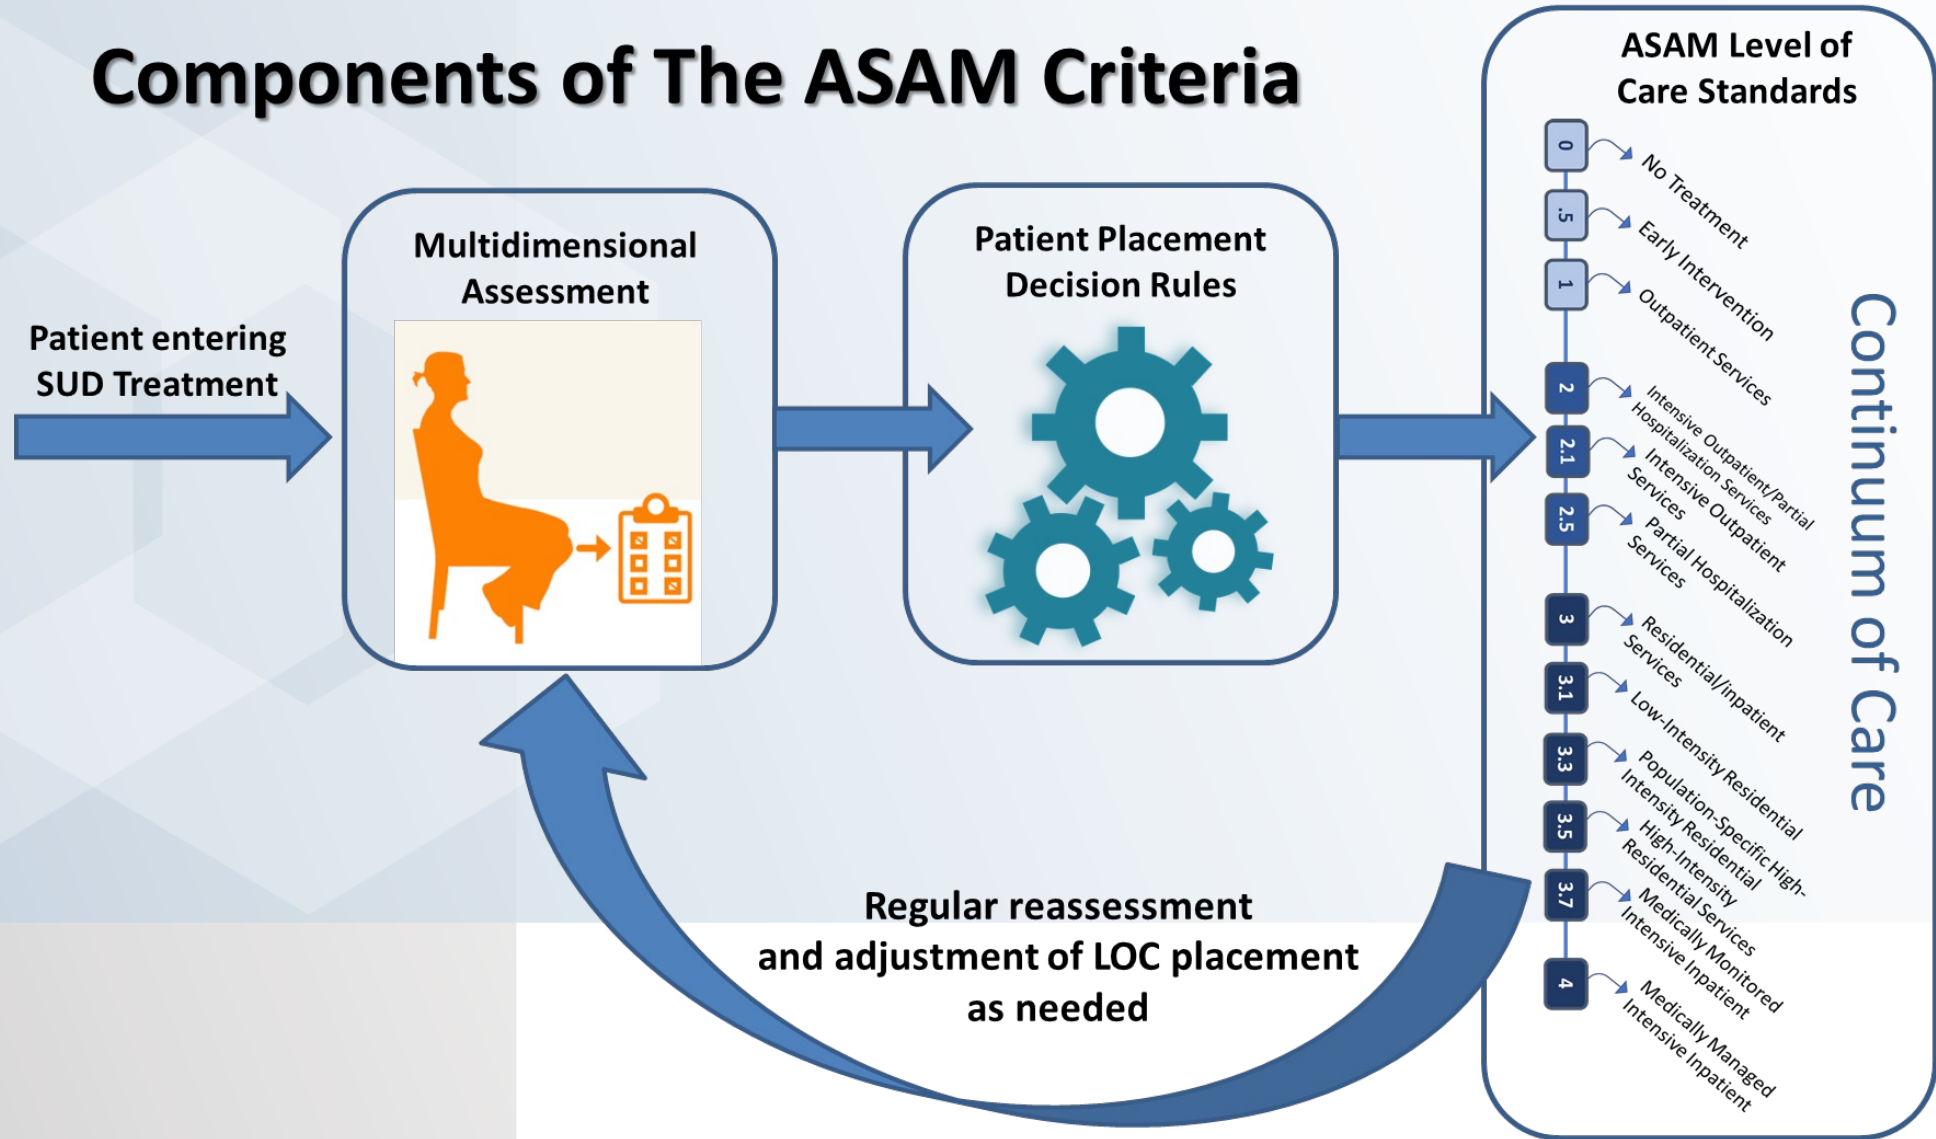 Components of The ASAM Criteria
Patient entering
SUD Treatment
Multidimensional
Assessment
Patient Placement
Decision Rules
ASAM Level of
Care Standards
0
No Treatment
.5
Early Intervention
1
Outpatient Services
2
Intensive Outpatient/Partial
Hospitalization Services
2.1
Intensive Outpatient
Services
2.5
Partial Hospitalization
Services
3
Residential/inpatient
Services
3.1
Low-Intensity Residential
3.3
Population-Specific High-
Intensity Residential
3.5
High-Intensity
Residential Services
3.7
Medically Monitored
Intensive Inpatient
4
Medically Managed
Intensive Inpatient
Continuum of Care
Regular reassessment
and adjustment of LOC placement
as needed